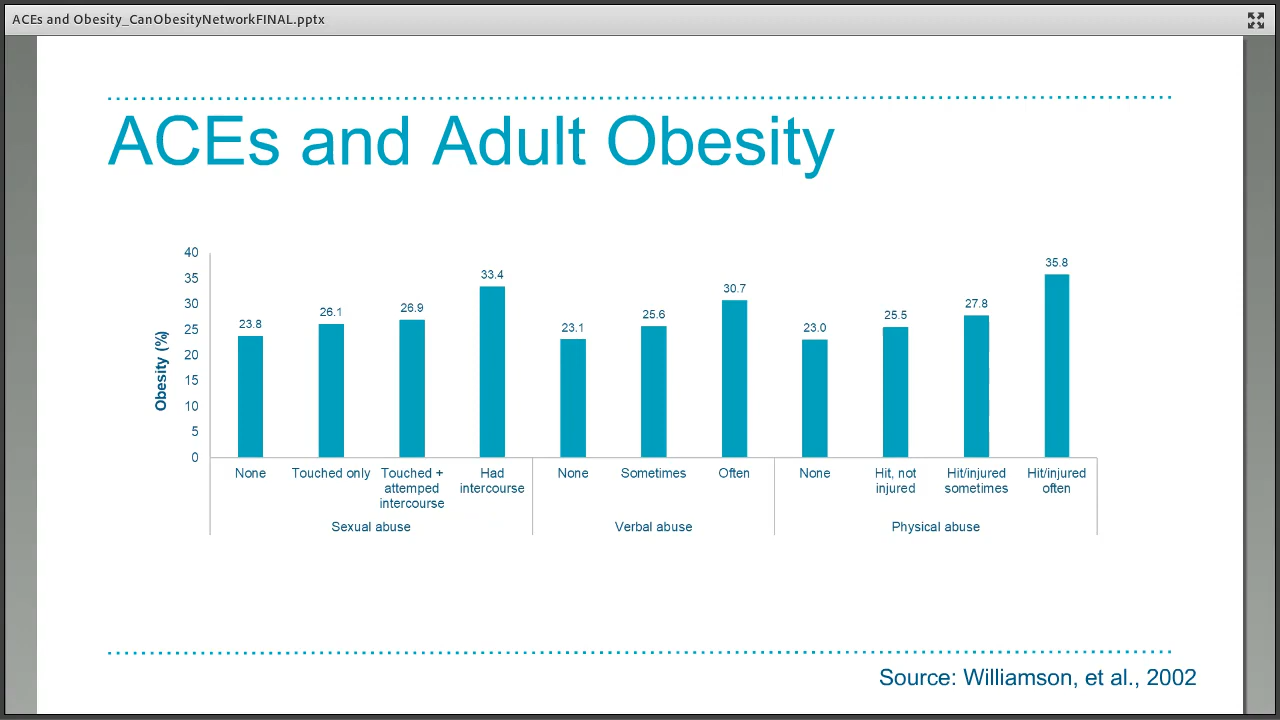 ACEs and Obesity_CanObesityNetworkFINAL.pptx
ACEs and Adult Obesity
Obesity (%)
40
35
30
25
20
15
10
5
0
23.8
26.1
26.9
33.4
23.1
25.6
30.7
23.0
25.5
27.8
35.8
None
Touched only
Touched +
attemped
intercourse
Had
intercourse
None
Sometimes
Often
None
Hit, not
injured
Hit/injured
sometimes
Hit/injured
often
Sexual abuse
Verbal abuse
Physical abuse
Source: Williamson, et al., 2002